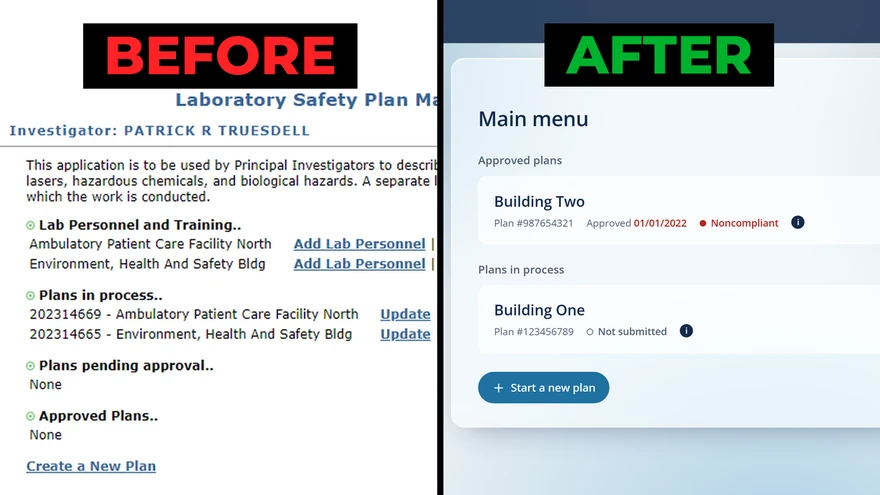 BEFORE
Laboratory Safety Plan Ma
Investigator: PATRICK R TRUESDELL
This application is to be used by Principal Investigators to describ
lasers, hazardous chemicals, and biological hazards. A separate l
which the work is conducted.
Lab Personnel and Training..
Ambulatory Patient Care Facility North Add Lab Personnel |
Environment, Health And Safety Bldg Add Lab Personnel |
Plans in process..
202314669 - Ambulatory Patient Care Facility North Update
202314665 - Environment, Health And Safety Bldg Update
Plans pending approval..
None
Approved Plans..
None
Create a New Plan
AFTER
Main menu
Approved plans
Building Two
Plan #987654321 Approved 01/01/2022 Noncompliant i
Plans in process
Building One
Plan #123456789 Not submitted i
+ Start a new plan